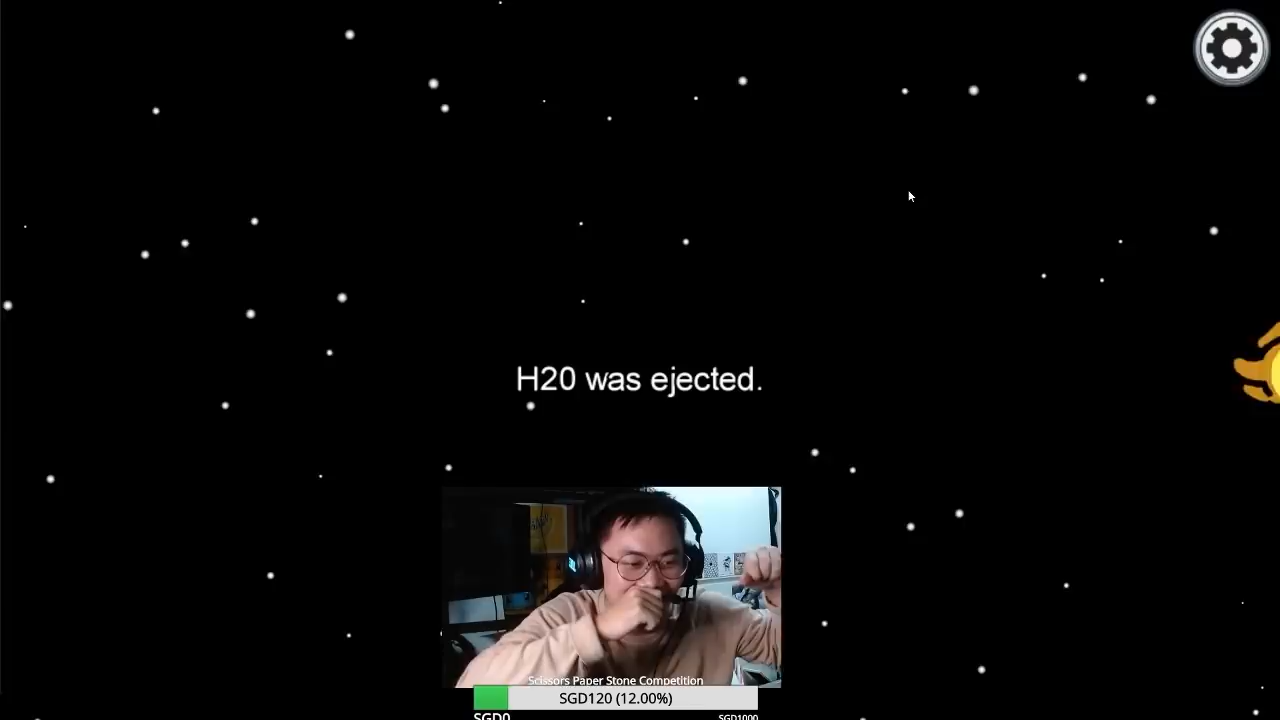 H20 was ejected.
Scissors Paper Stone Competition
SGD120 (12.00%)
SGD0
SGD1000